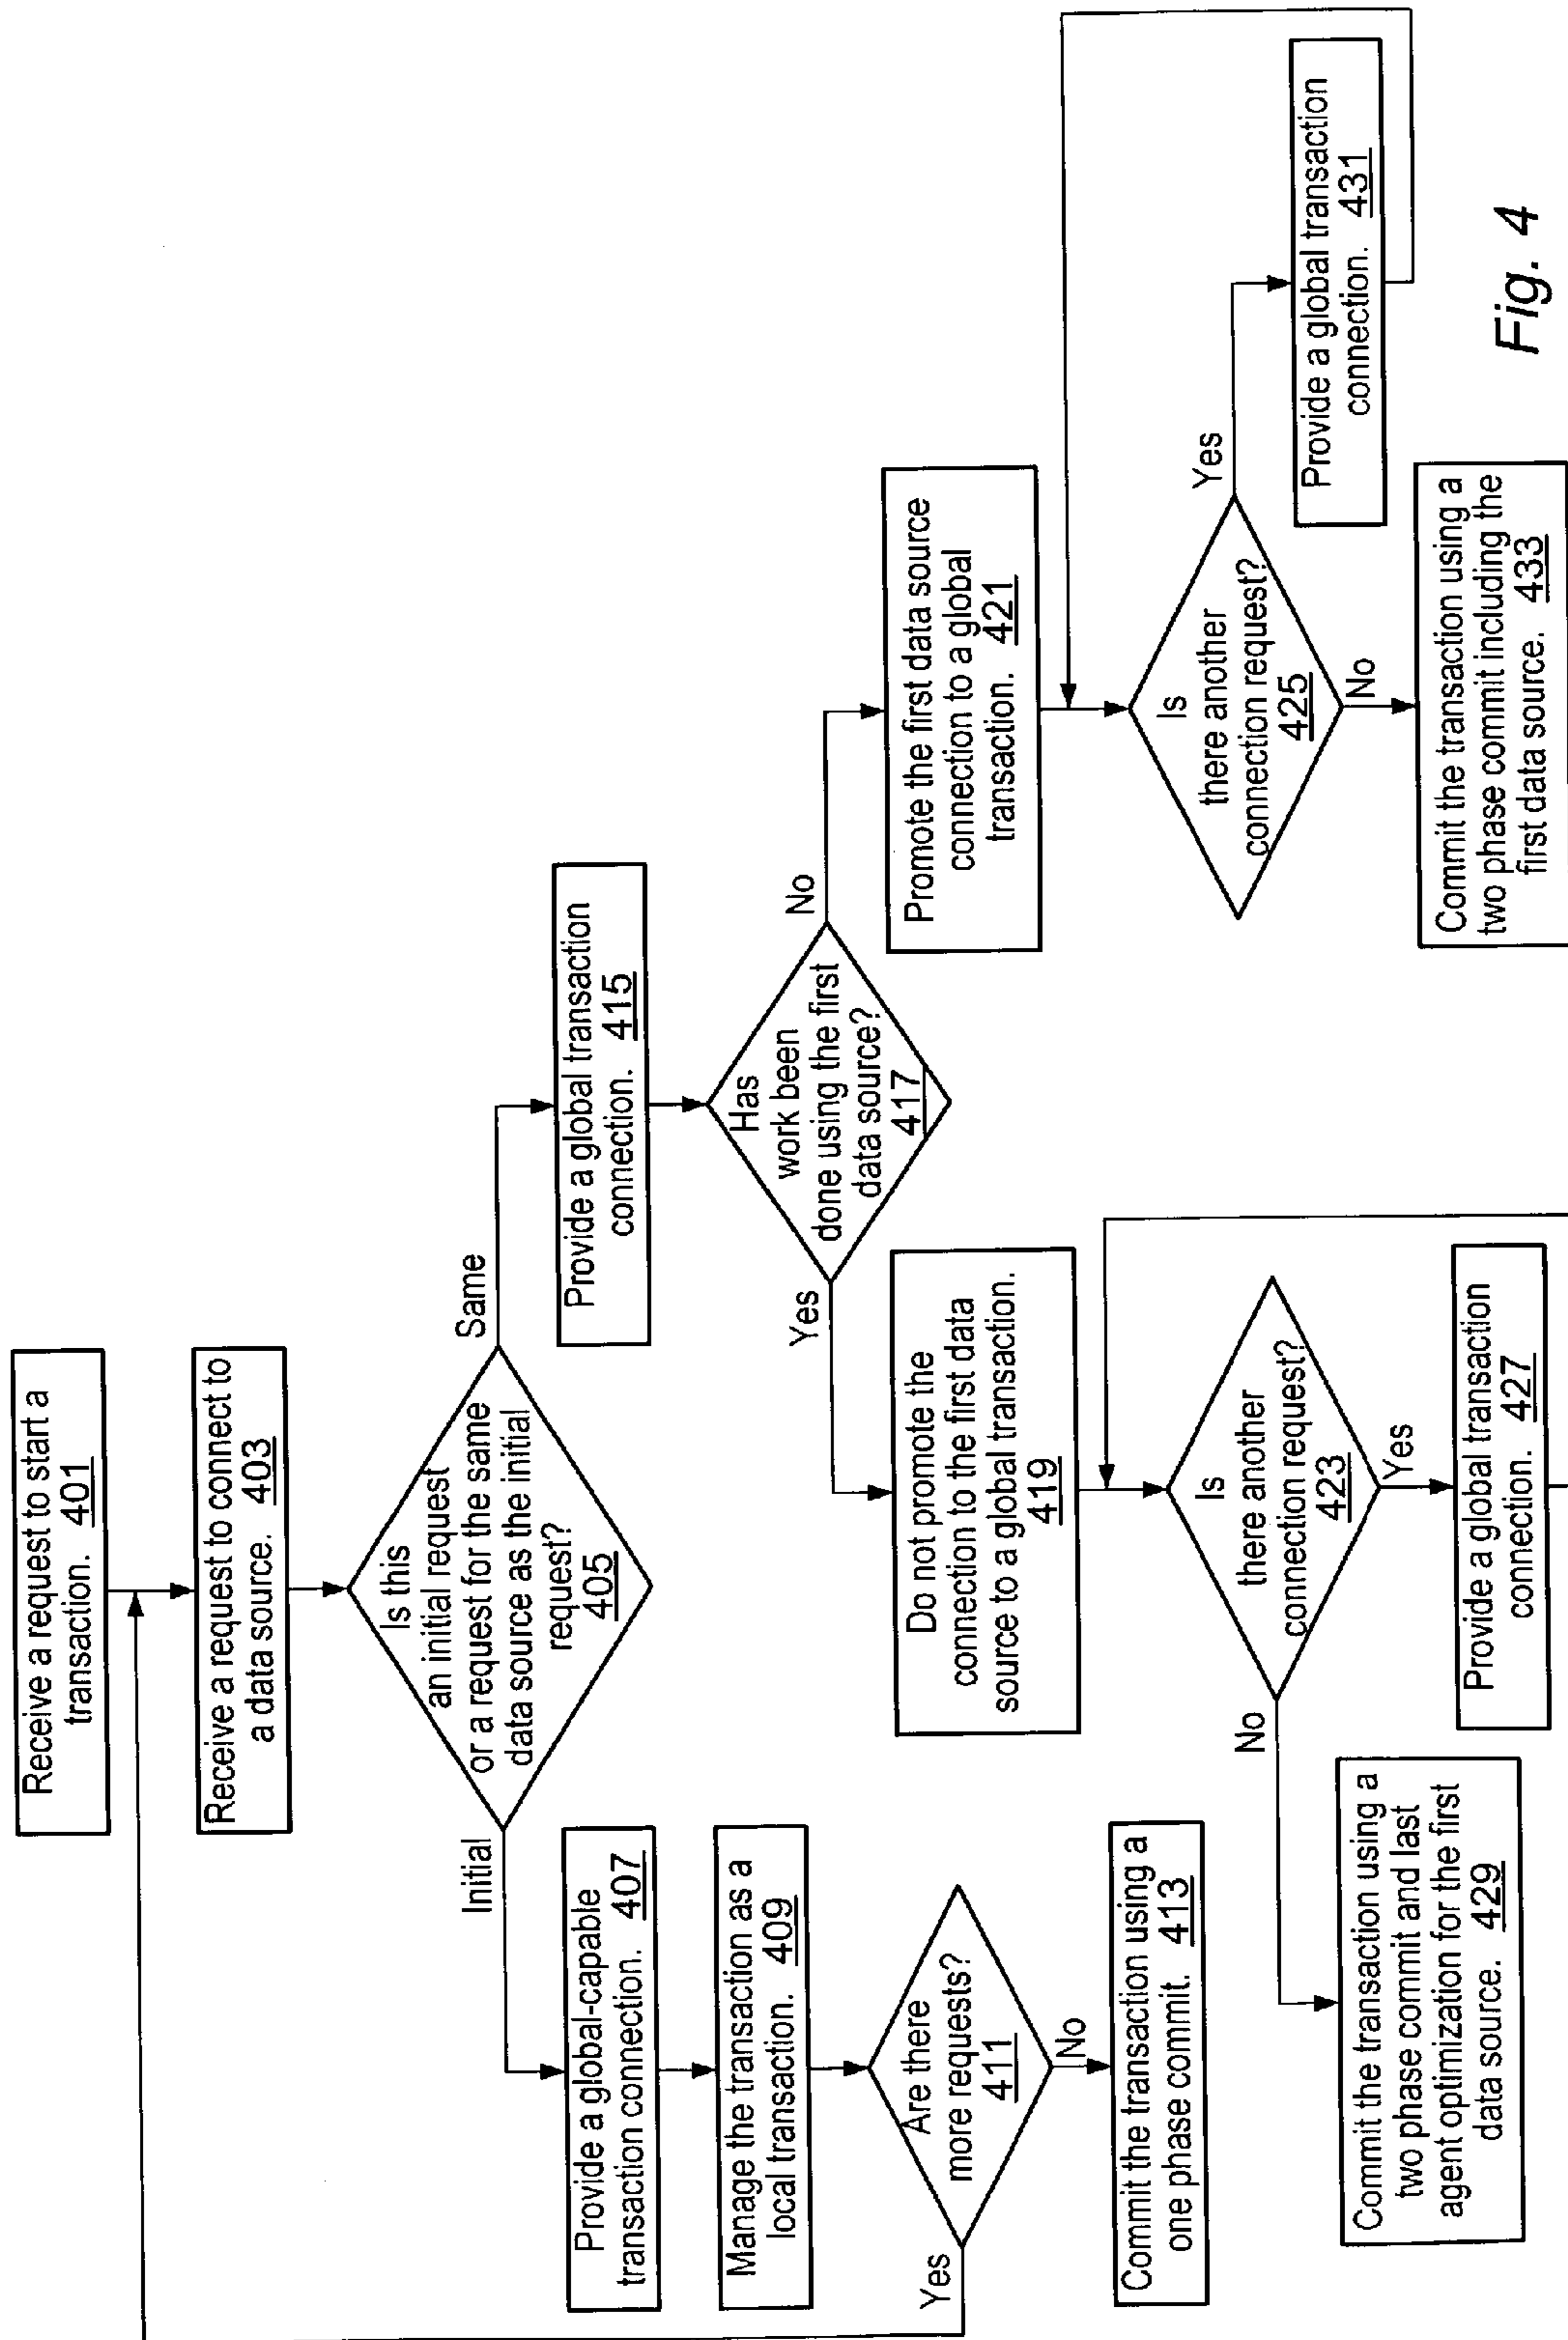 Receive a request to start a
transaction. 401
Receive a request to connect to
a data source. 403
Is this
an initial request
or a request for the same
data source as the initial
request?
405
Initial
Same
Provide a global-capable
transaction connection. 407
Manage the transaction as a
local transaction. 409
Are there
more requests?
411
Yes
No
Commit the transaction using a
one phase commit. 413
Provide a global transaction
connection. 415
Has
work been
done using the first
data source?
417
Yes
No
Do not promote the
connection to the first data
source to a global transaction.
419
Is
there another
connection request?
423
No
Yes
Commit the transaction using a
two phase commit and last
agent optimization for the first
data source. 429
Provide a global transaction
connection. 427
Promote the first data source
connection to a global
transaction. 421
Is
there another
connection request?
425
Yes
No
Provide a global transaction
connection. 431
Commit the transaction using a
two phase commit including the
first data source. 433
Fig. 4